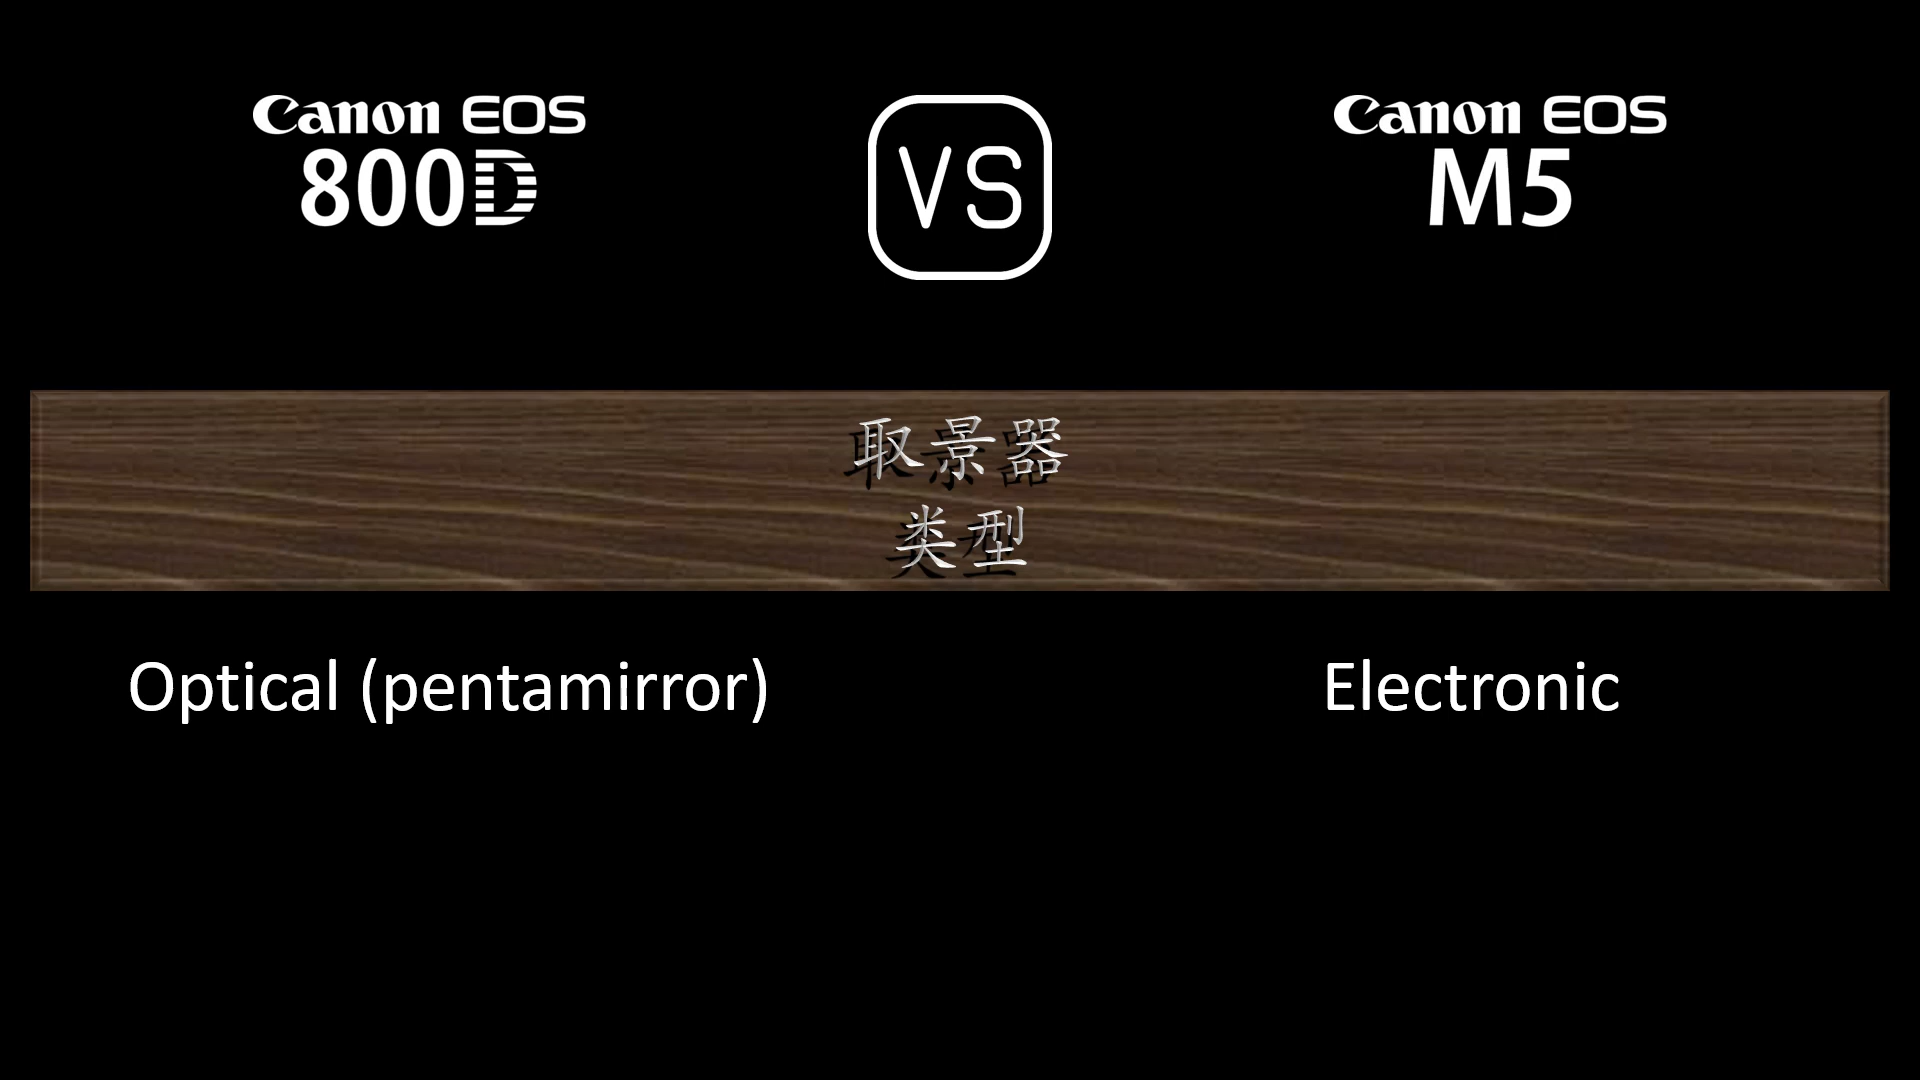 Canon EOS
800D
VS
Canon EOS
M5
取景器
类型
Optical (pentamirror)
Electronic